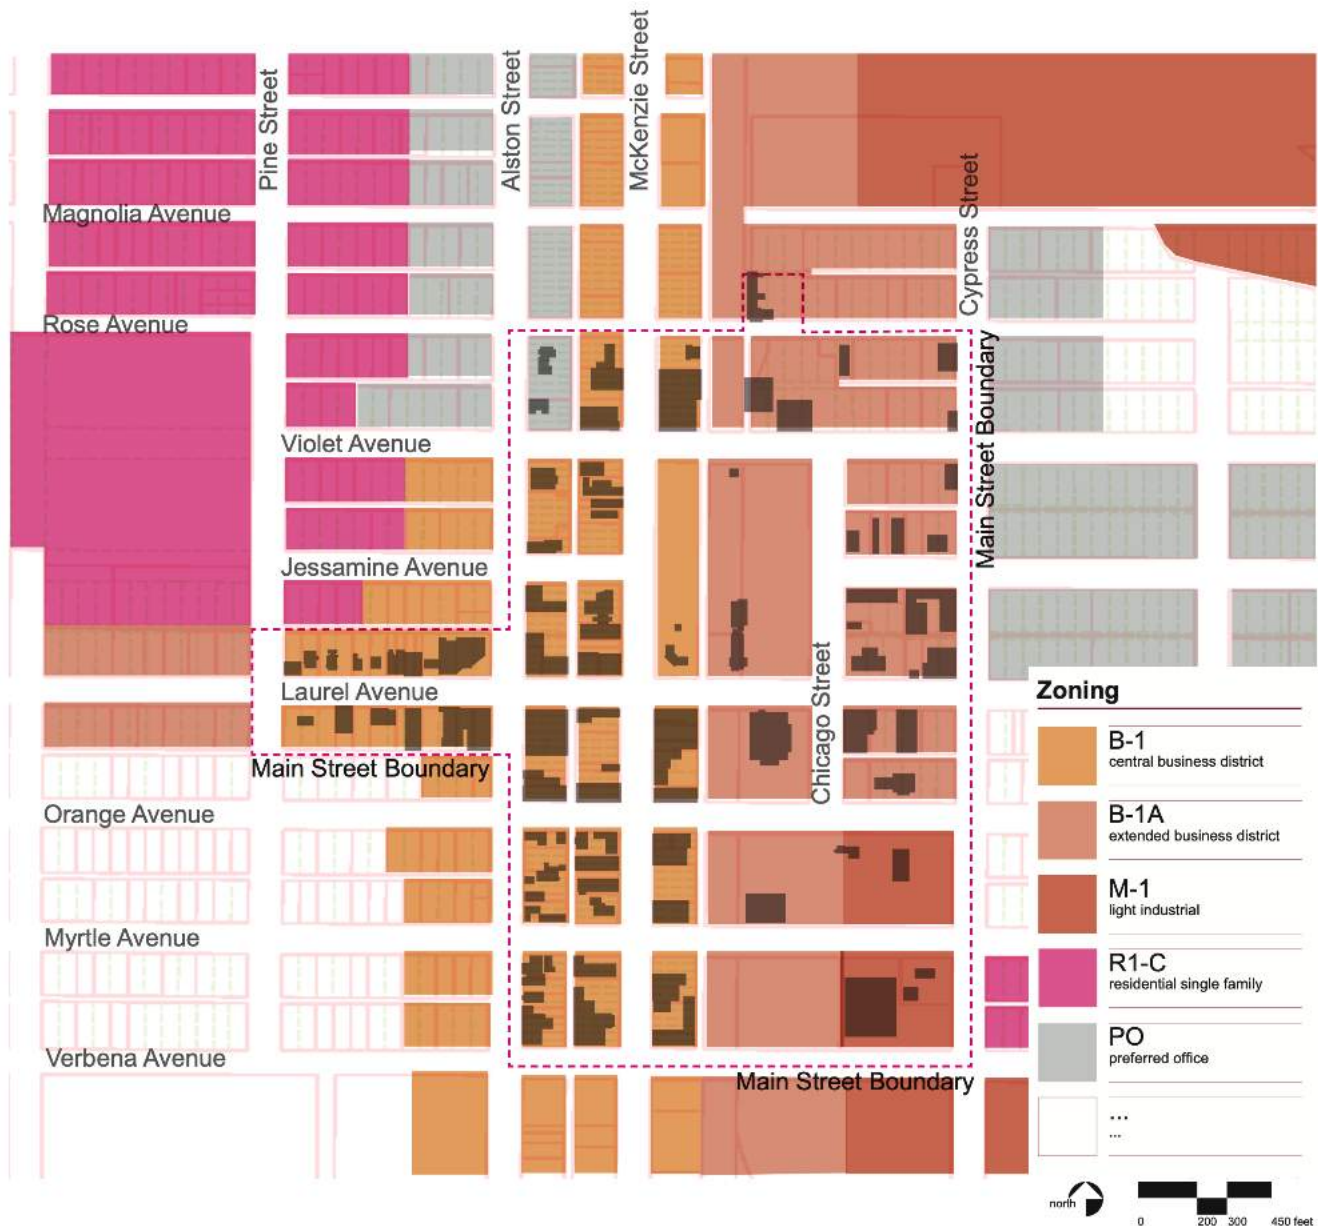 Pine Street
Alston Street
McKenzie Street
Cypress Street
Magnolia Avenue
Rose Avenue
Main Street Boundary
Violet Avenue
Jessamine Avenue
Laurel Avenue
Chicago Street
Main Street Boundary
Orange Avenue
Myrtle Avenue
Verbena Avenue
Main Street Boundary
Zoning
B-1
central business district
B-1A
extended business district
M-1
light industrial
R1-C
residential single family
PO
preferred office
...
...
north
0 200 300 450 feet